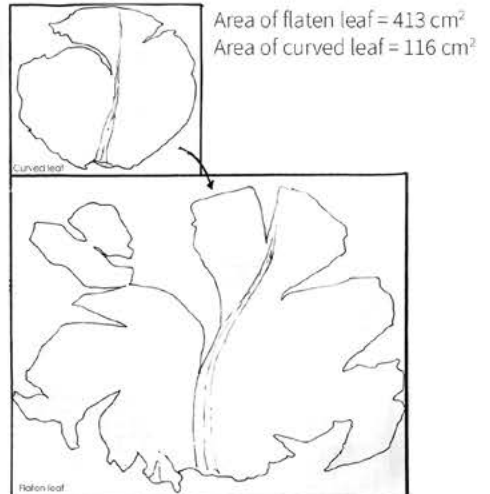 Area of flaten leaf = 413 cm²
Area of curved leaf = 116 cm²
Curved leaf
Flaten leaf